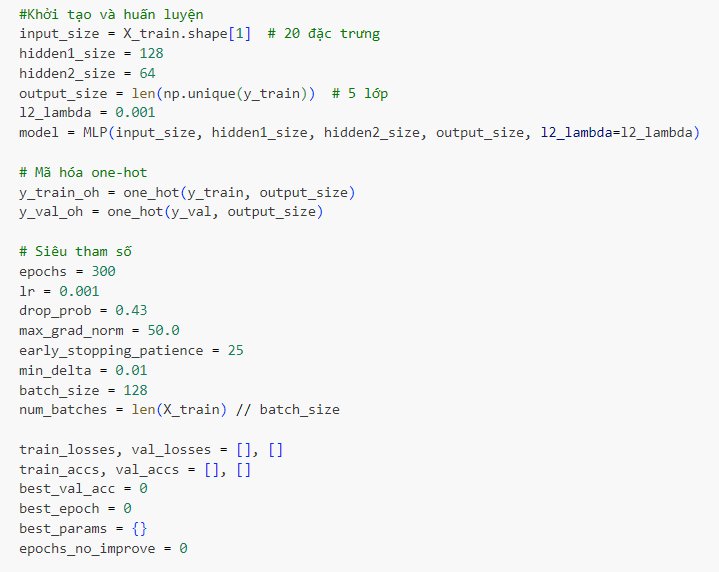 #Khởi tạo và huấn luyện
input_size = X_train.shape[1]  # 20 đặc trưng
hidden1_size = 128
hidden2_size = 64
output_size = len(np.unique(y_train))  # 5 lớp
l2_lambda = 0.001
model = MLP(input_size, hidden1_size, hidden2_size, output_size, l2_lambda=l2_lambda)

# Mã hóa one-hot
y_train_oh = one_hot(y_train, output_size)
y_val_oh = one_hot(y_val, output_size)

# Siêu tham số
epochs = 300
lr = 0.001
drop_prob = 0.43
max_grad_norm = 50.0
early_stopping_patience = 25
min_delta = 0.01
batch_size = 128
num_batches = len(X_train) // batch_size

train_losses, val_losses = [], []
train_accs, val_accs = [], []
best_val_acc = 0
best_epoch = 0
best_params = {}
epochs_no_improve = 0